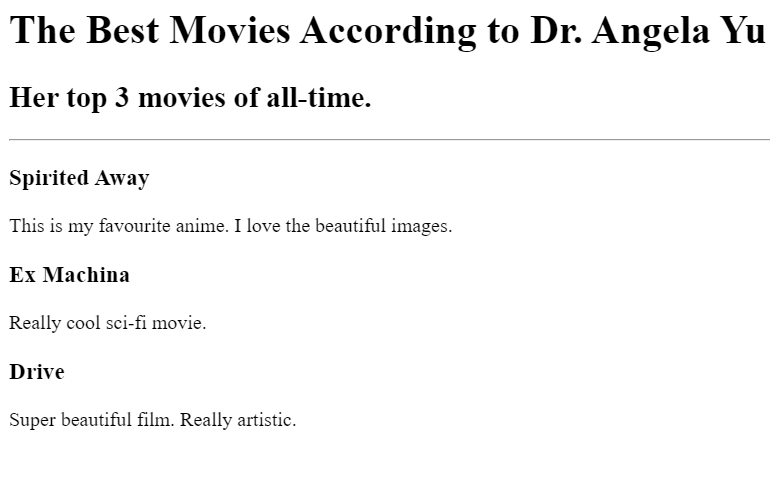 The Best Movies According to Dr. Angela Yu
Her top 3 movies of all-time.
Spirited Away
This is my favourite anime. I love the beautiful images.
Ex Machina
Really cool sci-fi movie.
Drive
Super beautiful film. Really artistic.